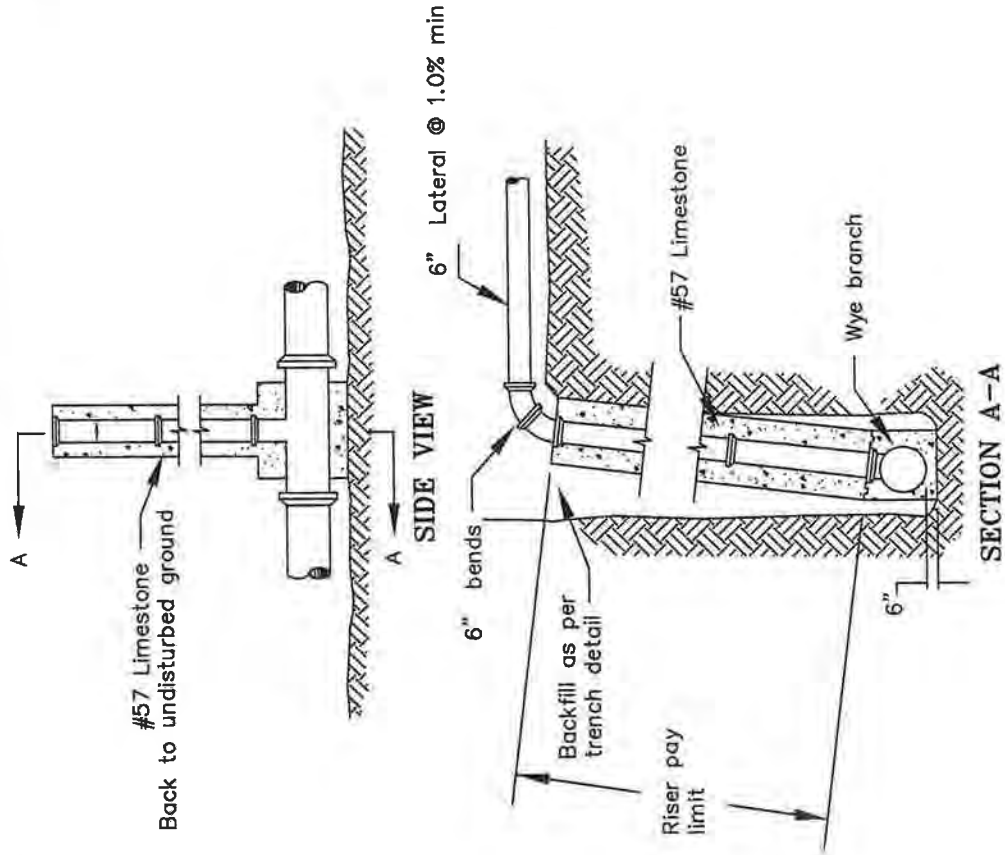 A
#57 Limestone
Back to undisturbed ground
A
SIDE VIEW
6" Lateral @ 1.0% min
6" bends
#57 Limestone
Backfill as per
trench detail
Wye branch
Riser pay
limit
6"
SECTION A-A